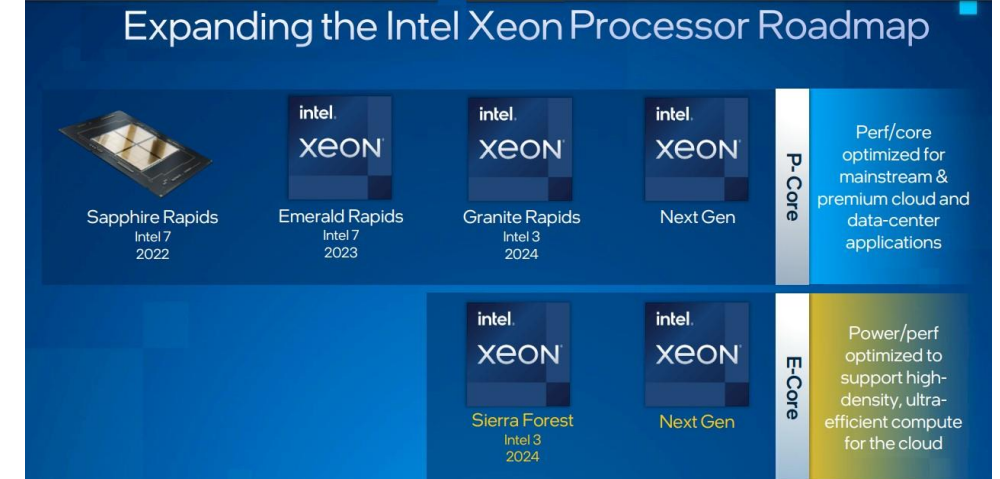 Expanding the Intel Xeon Processor Roadmap
Sapphire Rapids
Intel 7
2022
intel.
xeon
Emerald Rapids
Intel 7
2023
intel.
xeon
Granite Rapids
Intel 3
2024
intel.
xeon
Next Gen
P-Core
Perf/core
optimized for
mainstream &
premium cloud and
data-center
applications
intel.
xeon
Sierra Forest
Intel 3
2024
intel.
xeon
Next Gen
E-Core
Power/perf
optimized to
support high-
density, ultra-
efficient compute
for the cloud